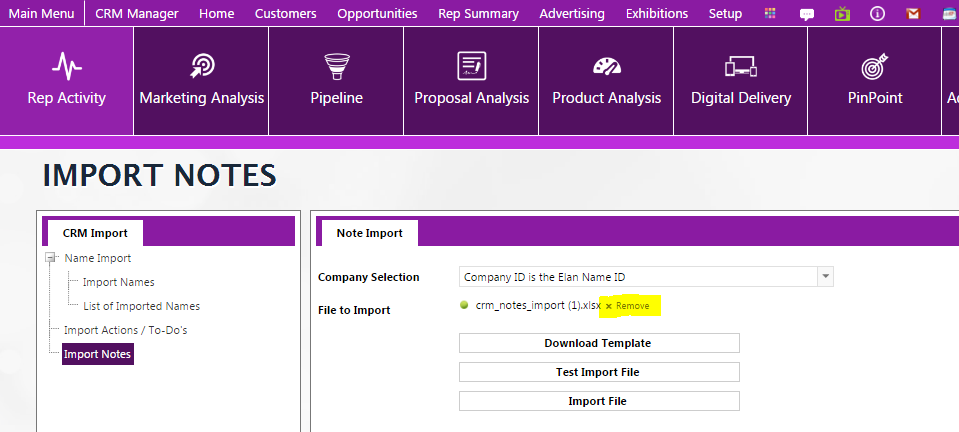 Main Menu CRM Manager Home Customers Opportunities Rep Summary Advertising Exhibitions Setup
Rep Activity Marketing Analysis Pipeline Proposal Analysis Product Analysis Digital Delivery PinPoint
IMPORT NOTES
CRM Import
Name Import
Import Names
List of Imported Names
Import Actions / To-Do's
Import Notes
Note Import
Company Selection Company ID is the Elan Name ID
File to Import crm_notes_import (1).xlsx × Remove
Download Template
Test Import File
Import File